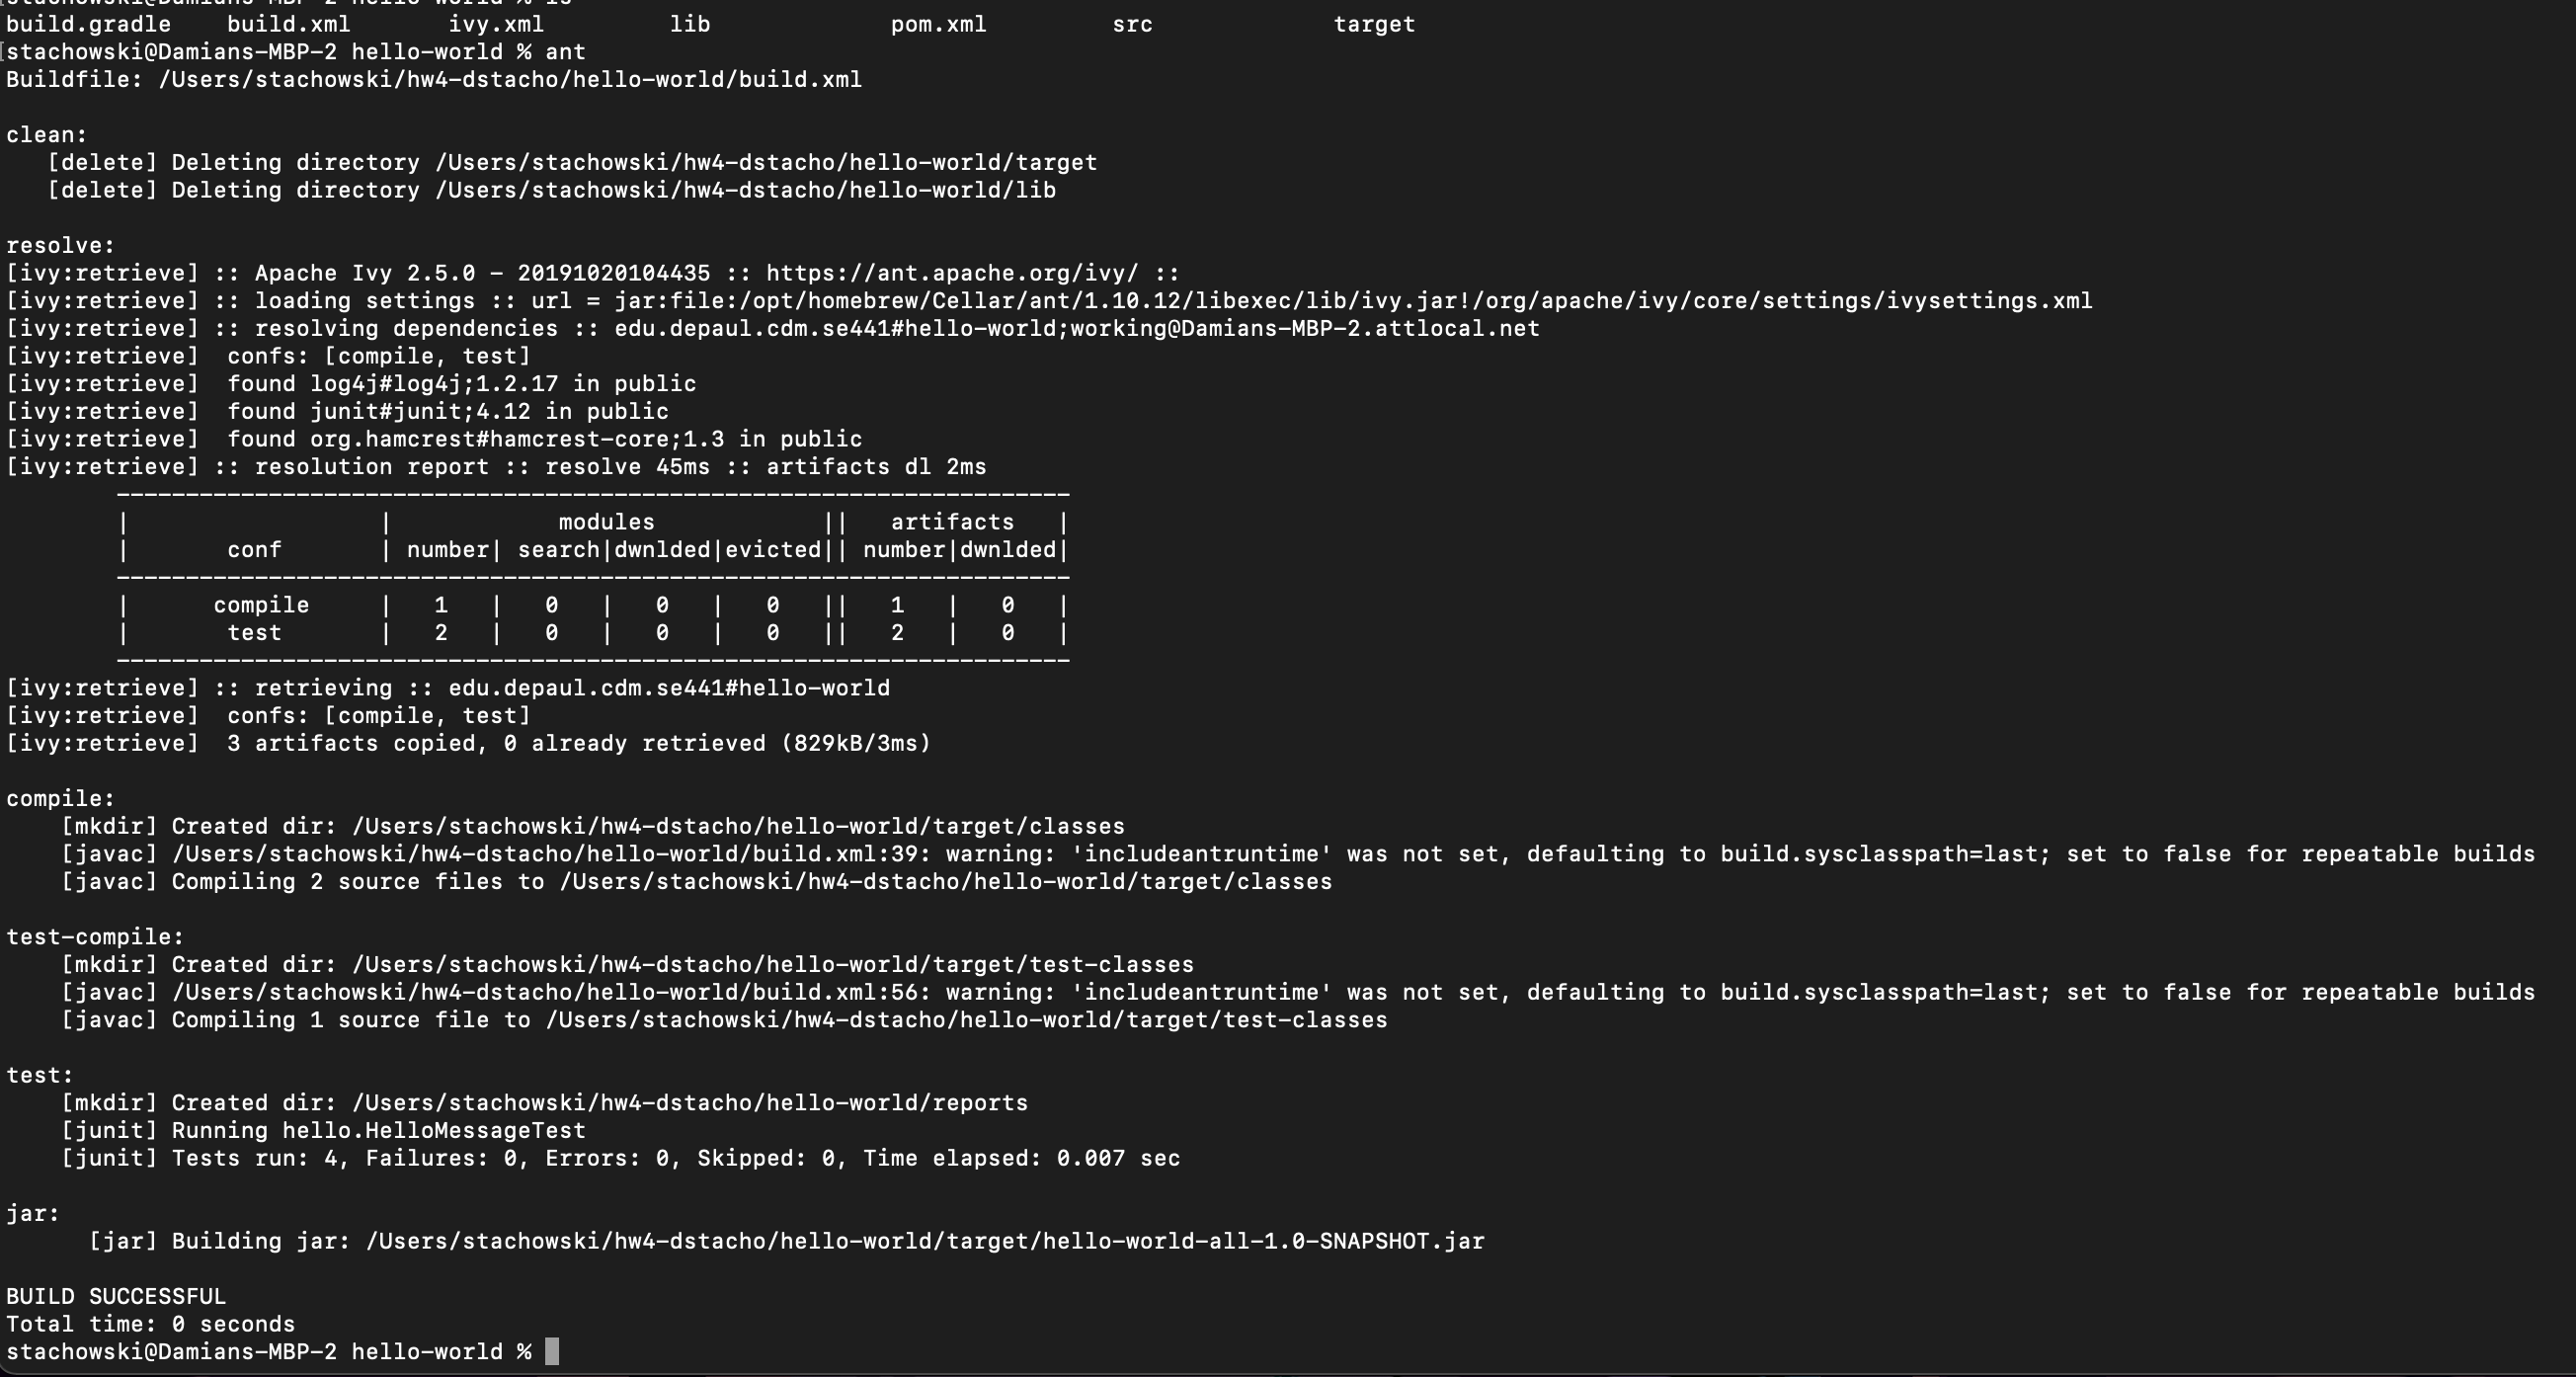 stachowski@Damians-MBP-2 hello-world % ls
build.gradle    build.xml       ivy.xml         lib             pom.xml         src             target
stachowski@Damians-MBP-2 hello-world % ant
Buildfile: /Users/stachowski/hw4-dstacho/hello-world/build.xml

clean:
   [delete] Deleting directory /Users/stachowski/hw4-dstacho/hello-world/target
   [delete] Deleting directory /Users/stachowski/hw4-dstacho/hello-world/lib

resolve:
[ivy:retrieve] :: Apache Ivy 2.5.0 - 20191020104435 :: https://ant.apache.org/ivy/ ::
[ivy:retrieve] :: loading settings :: url = jar:file:/opt/homebrew/Cellar/ant/1.10.12/libexec/lib/ivy.jar!/org/apache/ivy/core/settings/ivysettings.xml
[ivy:retrieve] :: resolving dependencies :: edu.depaul.cdm.se441#hello-world;working@Damians-MBP-2.attlocal.net
[ivy:retrieve]  confs: [compile, test]
[ivy:retrieve]  found log4j#log4j;1.2.17 in public
[ivy:retrieve]  found junit#junit;4.12 in public
[ivy:retrieve]  found org.hamcrest#hamcrest-core;1.3 in public
[ivy:retrieve] :: resolution report :: resolve 45ms :: artifacts dl 2ms
        ---------------------------------------------------------------------
        |                  |            modules            ||   artifacts   |
        |       conf       | number| search|dwnlded|evicted|| number|dwnlded|
        ---------------------------------------------------------------------
        |      compile     |   1   |   0   |   0   |   0   ||   1   |   0   |
        |       test       |   2   |   0   |   0   |   0   ||   2   |   0   |
        ---------------------------------------------------------------------
[ivy:retrieve] :: retrieving :: edu.depaul.cdm.se441#hello-world
[ivy:retrieve]  confs: [compile, test]
[ivy:retrieve]  3 artifacts copied, 0 already retrieved (829kB/3ms)

compile:
    [mkdir] Created dir: /Users/stachowski/hw4-dstacho/hello-world/target/classes
    [javac] /Users/stachowski/hw4-dstacho/hello-world/build.xml:39: warning: 'includeantruntime' was not set, defaulting to build.sysclasspath=last; set to false for repeatable builds
    [javac] Compiling 2 source files to /Users/stachowski/hw4-dstacho/hello-world/target/classes

test-compile:
    [mkdir] Created dir: /Users/stachowski/hw4-dstacho/hello-world/target/test-classes
    [javac] /Users/stachowski/hw4-dstacho/hello-world/build.xml:56: warning: 'includeantruntime' was not set, defaulting to build.sysclasspath=last; set to false for repeatable builds
    [javac] Compiling 1 source file to /Users/stachowski/hw4-dstacho/hello-world/target/test-classes

test:
    [mkdir] Created dir: /Users/stachowski/hw4-dstacho/hello-world/reports
    [junit] Running hello.HelloMessageTest
    [junit] Tests run: 4, Failures: 0, Errors: 0, Skipped: 0, Time elapsed: 0.007 sec

jar:
      [jar] Building jar: /Users/stachowski/hw4-dstacho/hello-world/target/hello-world-all-1.0-SNAPSHOT.jar

BUILD SUCCESSFUL
Total time: 0 seconds
stachowski@Damians-MBP-2 hello-world %